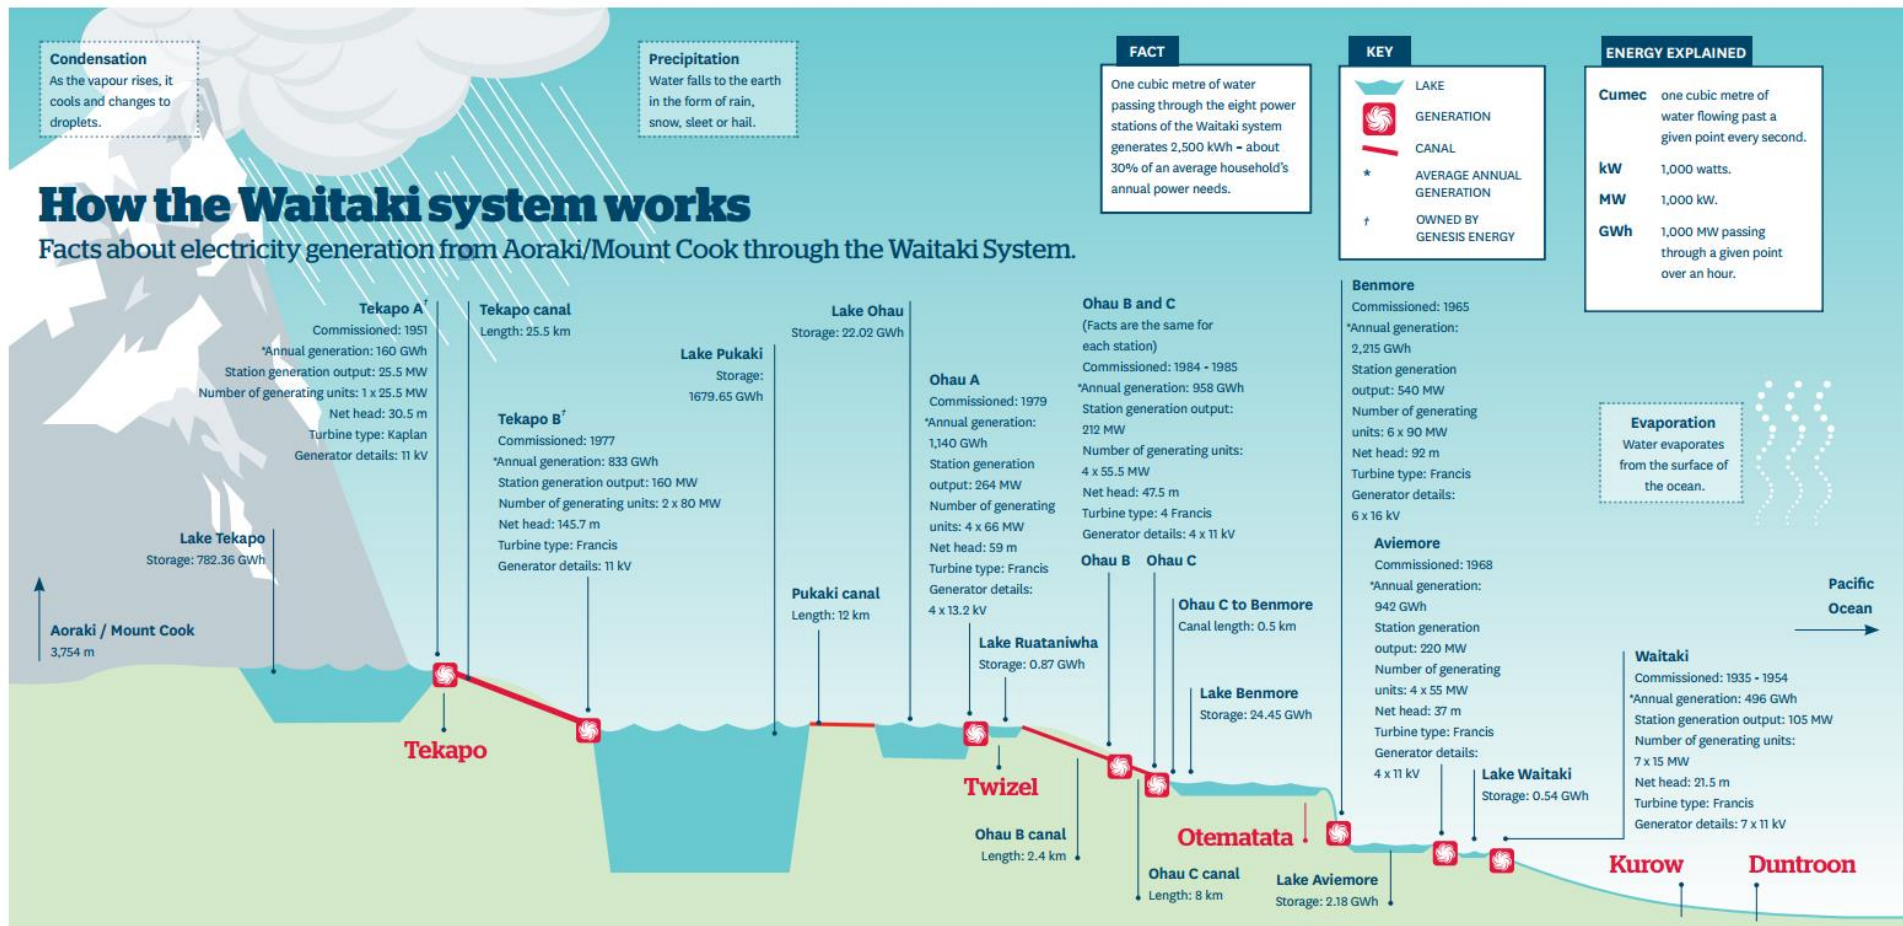 Condensation
As the vapour rises, it
cools and changes to
droplets.
Precipitation
Water falls to the earth
in the form of rain,
snow, sleet or hail.
FACT
One cubic metre of water
passing through the eight power
stations of the Waitaki system
generates 2,500 kWh – about
30% of an average household's
annual power needs.
KEY
LAKE
GENERATION
CANAL
* AVERAGE ANNUAL
GENERATION
† OWNED BY
GENESIS ENERGY
ENERGY EXPLAINED
Cumec one cubic metre of
water flowing past a
given point every second.
kW 1,000 watts.
MW 1,000 kW.
GWh 1,000 MW passing
through a given point
over an hour.
How the Waitaki system works
Facts about electricity generation from Aoraki/Mount Cook through the Waitaki System.
Tekapo A†
Commissioned: 1951
*Annual generation: 160 GWh
Station generation output: 25.5 MW
Number of generating units: 1 x 25.5 MW
Net head: 30.5 m
Turbine type: Kaplan
Generator details: 11 kV
Tekapo canal
Length: 25.5 km
Tekapo B†
Commissioned: 1977
*Annual generation: 833 GWh
Station generation output: 160 MW
Number of generating units: 2 x 80 MW
Net head: 145.7 m
Turbine type: Francis
Generator details: 11 kV
Lake Pukaki
Storage:
1679.65 GWh
Lake Ohau
Storage: 22.02 GWh
Ohau A
Commissioned: 1979
*Annual generation:
1,140 GWh
Station generation
output: 264 MW
Number of generating
units: 4 x 66 MW
Net head: 59 m
Turbine type: Francis
Generator details:
4 x 13.2 kV
Ohau B and C
(Facts are the same for
each station)
Commissioned: 1984 - 1985
*Annual generation: 958 GWh
Station generation output:
212 MW
Number of generating units:
4 x 55.5 MW
Net head: 47.5 m
Turbine type: 4 Francis
Generator details: 4 x 11 kV
Ohau B Ohau C
Benmore
Commissioned: 1965
*Annual generation:
2,215 GWh
Station generation
output: 540 MW
Number of generating
units: 6 x 90 MW
Net head: 92 m
Turbine type: Francis
Generator details:
6 x 16 kV
Evaporation
Water evaporates
from the surface of
the ocean.
Aviemore
Commissioned: 1968
*Annual generation:
942 GWh
Station generation
output: 220 MW
Number of generating
units: 4 x 55 MW
Net head: 37 m
Turbine type: Francis
Generator details:
4 x 11 kV
Lake Tekapo
Storage: 782.36 GWh
Aoraki / Mount Cook
3,754 m
Pukaki canal
Length: 12 km
Lake Ruataniwha
Storage: 0.87 GWh
Ohau C to Benmore
Canal length: 0.5 km
Lake Benmore
Storage: 24.45 GWh
Pacific
Ocean
Waitaki
Commissioned: 1935 - 1954
*Annual generation: 496 GWh
Station generation output: 105 MW
Number of generating units:
7 x 15 MW
Net head: 21.5 m
Turbine type: Francis
Generator details: 7 x 11 kV
Lake Waitaki
Storage: 0.54 GWh
Tekapo
Twizel
Ohau B canal
Length: 2.4 km
Otematata
Ohau C canal
Length: 8 km
Lake Aviemore
Storage: 2.18 GWh
Kurow
Duntroon